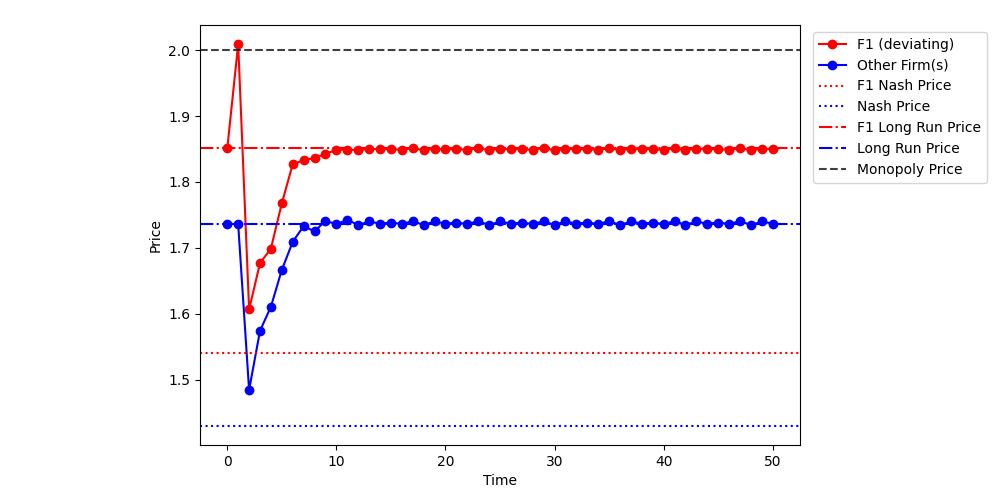 2.0
1.9
1.8
1.7
1.6
1.5
Price
0
10
20
30
40
50
Time
F1 (deviating)
Other Firm(s)
F1 Nash Price
Nash Price
F1 Long Run Price
Long Run Price
Monopoly Price